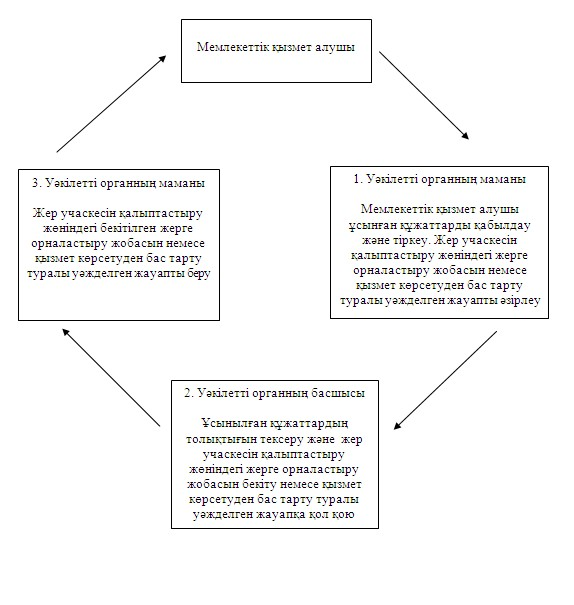 Мемлекеттік қызмет алушы
1. Уәкілетті органның маманы
Мемлекеттік қызмет алушы
ұсынған құжаттарды қабылдау
және тіркеу. Жер учаскесін
қалыптастыру жөніндегі жерге
орналастыру жобасын немесе
қызмет көрсетуден бас тарту
туралы уәжделген жауапты әзірлеу
2. Уәкілетті органның басшысы
Ұсынылған құжаттардың
толықтығын тексеру және жер
учаскесін қалыптастыру
жөніндегі жерге орналастыру
жобасын бекіту немесе қызмет
көрсетуден бас тарту туралы
уәжделген жауапқа қол қою
3. Уәкілетті органның маманы
Жер учаскесін қалыптастыру
жөніндегі бекітілген жерге
орналастыру жобасын немесе
қызмет көрсетуден бас тарту
туралы уәжделген жауапты беру